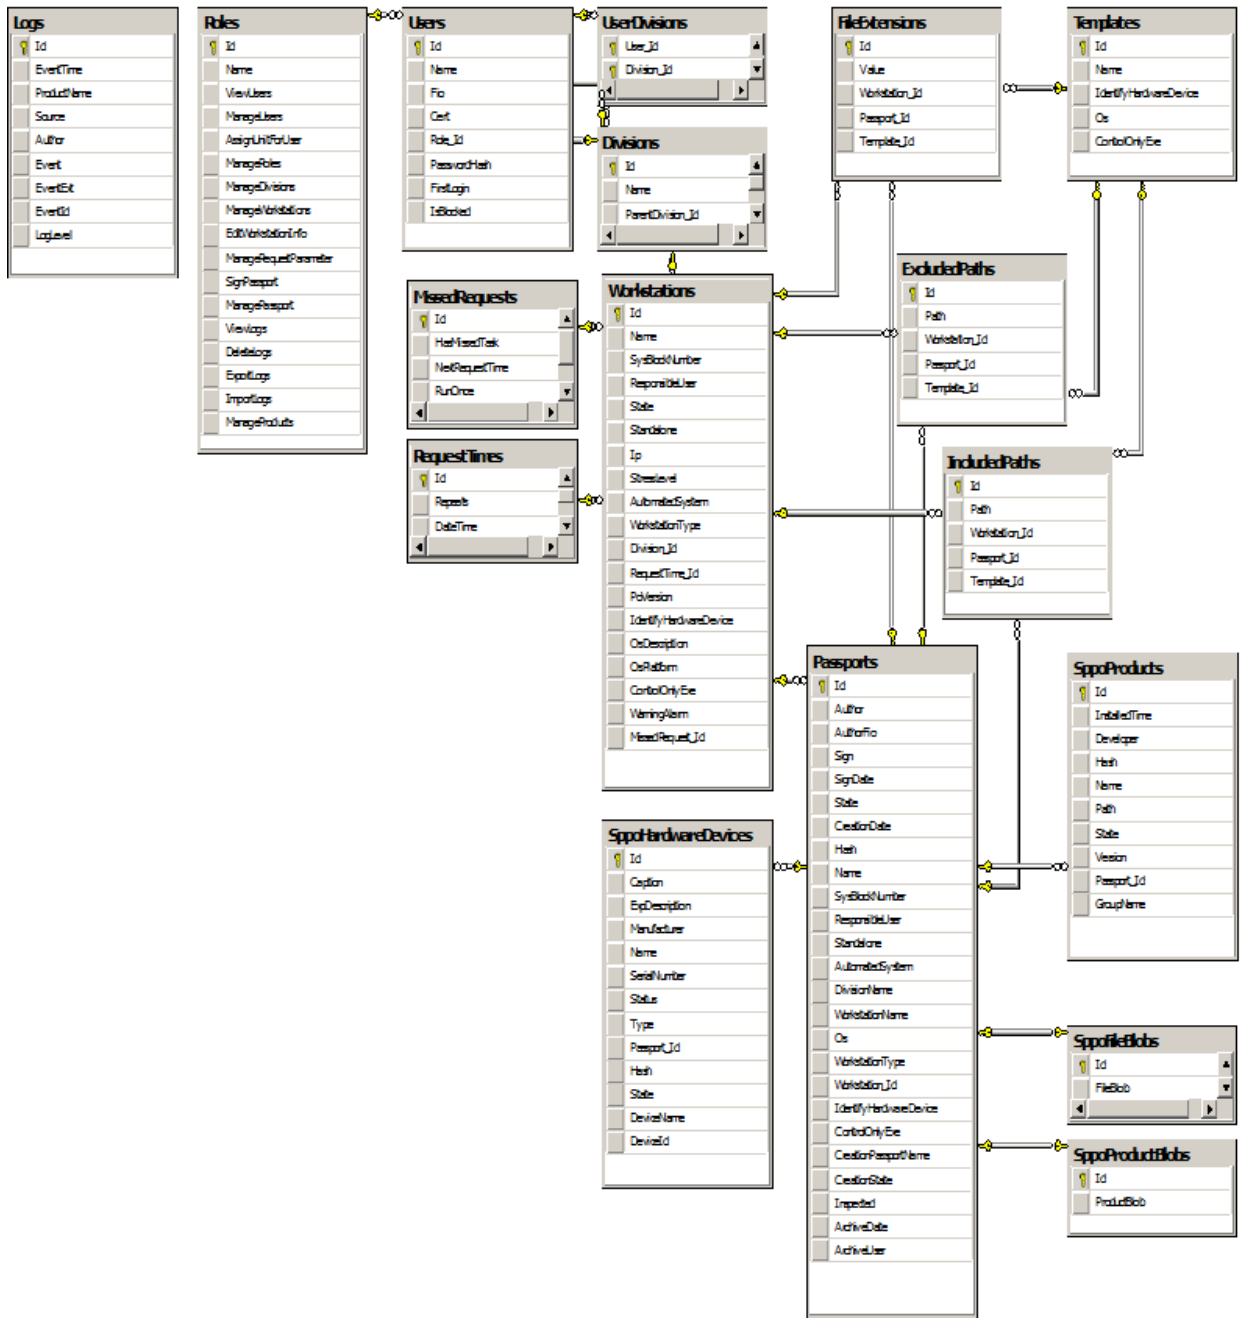 Logs
Id
EventTime
ProductName
Source
Author
Event
EventExt
EventId
LogLevel
Roles
Id
Name
ViewUsers
ManageUsers
AssignUnitForUser
ManageRoles
ManageDivisions
ManageWorkstations
EditWorkstationInfo
ManageRequestParameter
SignPassport
ManagePassport
ViewLogs
DeleteLogs
ExportLogs
ImportLogs
ManageProducts
Users
Id
Name
Fio
Cert
Role_Id
PasswordHash
FirstLogin
IsBlocked
UserDivisions
User_Id
Division_Id
Divisions
Id
Name
ParentDivision_Id
FileExtensions
Id
Value
Workstation_Id
Passport_Id
Template_Id
Templates
Id
Name
IdentifyHardwareDevice
Os
ControlOnlyExe
MissedRequests
Id
HasMissedTask
NextRequestTime
RunOnce
RequestTimes
Id
Repeats
DateTime
Workstations
Id
Name
SysBlockNumber
ResponsibleUser
State
Standalone
Ip
StressLevel
AutomatedSystem
WorkstationType
Division_Id
RequestTime_Id
PoVersion
IdentifyHardwareDevice
OsDescription
OsPlatform
ControlOnlyExe
WarningAlarm
MissedRequest_Id
ExcludedPaths
Id
Path
Workstation_Id
Passport_Id
Template_Id
IncludedPaths
Id
Path
Workstation_Id
Passport_Id
Template_Id
Passports
Id
Author
AuthorFio
Sign
SignDate
State
CreationDate
Hash
Name
SysBlockNumber
ResponsibleUser
Standalone
AutomatedSystem
DivisionName
WorkstationName
Os
WorkstationType
Workstation_Id
IdentifyHardwareDevice
ControlOnlyExe
CreationPassportName
CreationState
Inspected
ArchiveDate
ArchiveUser
SppoProducts
Id
InstalledTime
Developer
Hash
Name
Path
State
Version
Passport_Id
GroupName
SppoHardwareDevices
Id
Caption
ExpDescription
Manufacturer
Name
SerialNumber
Status
Type
Passport_Id
Hash
State
DeviceName
DeviceId
SppoFileBlobs
Id
FileBlob
SppoProductBlobs
Id
ProductBlob